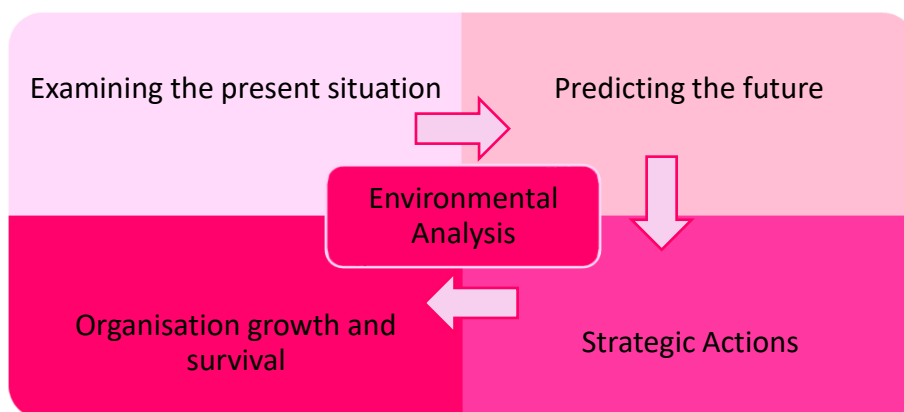 Examining the present situation
Predicting the future
Environmental
Analysis
Organisation growth and
survival
Strategic Actions